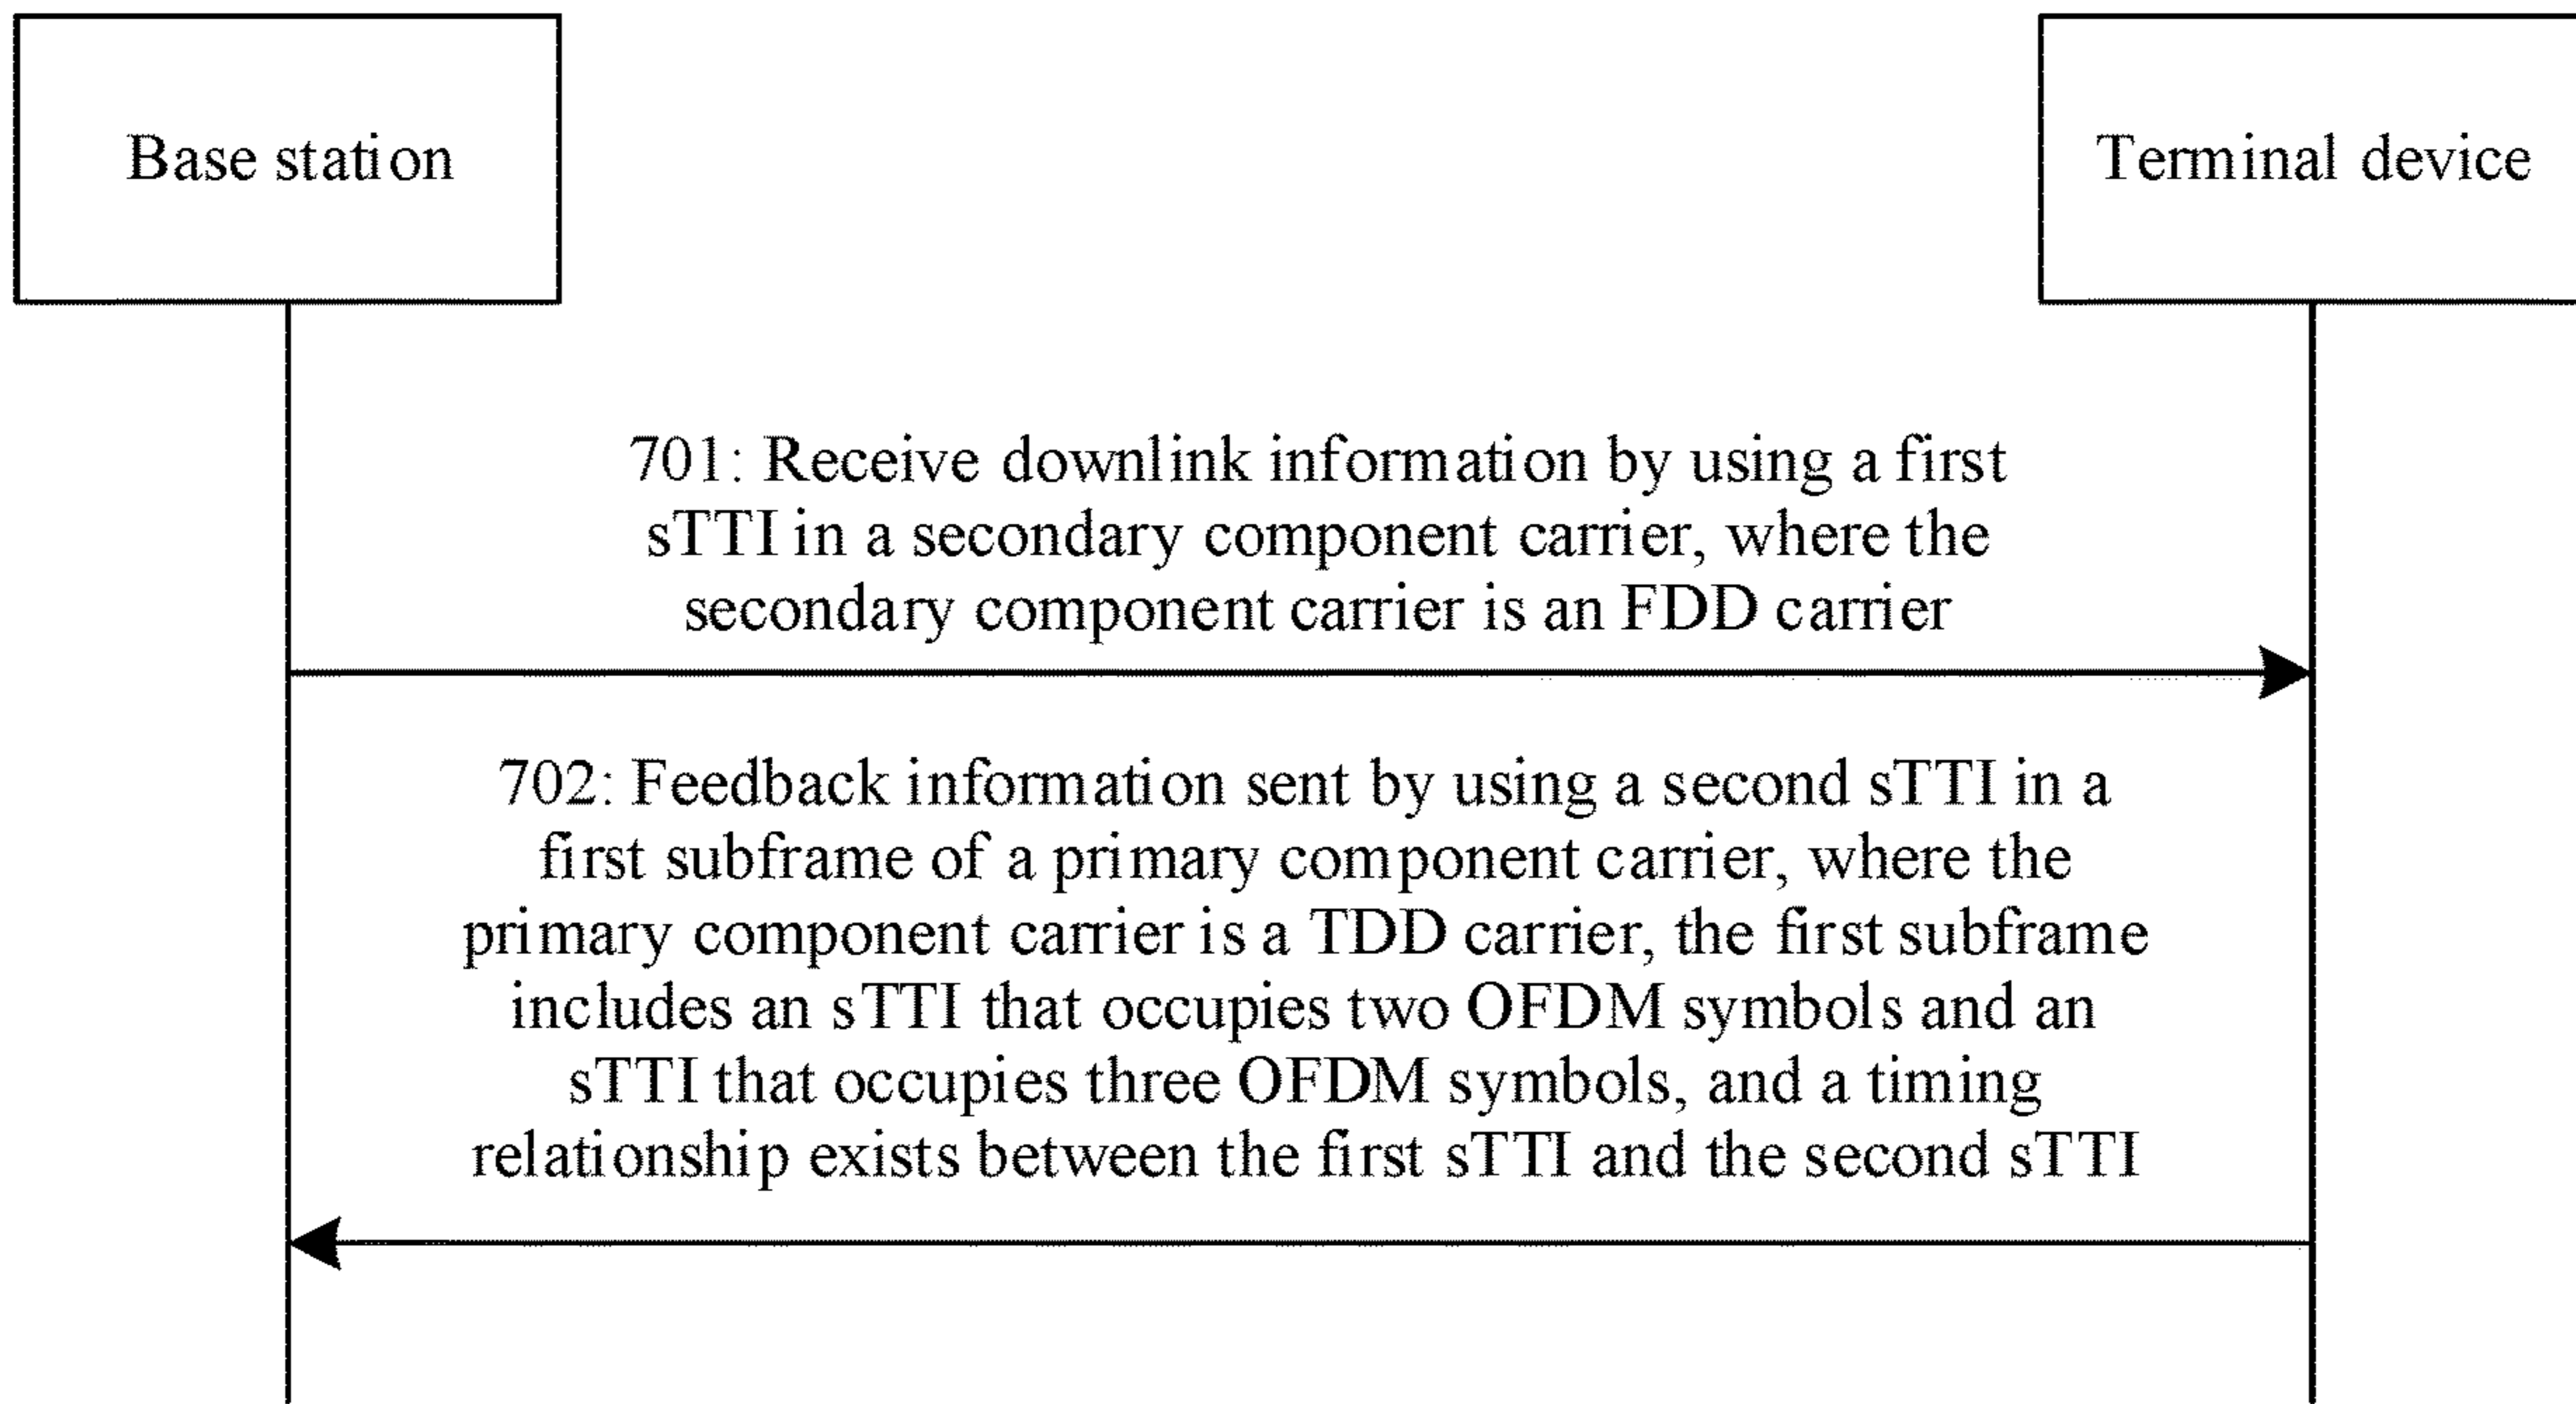 Base station
Terminal device
701: Receive downlink information by using a first
sTTI in a secondary component carrier, where the
secondary component carrier is an FDD carrier
702: Feedback information sent by using a second sTTI in a
first subframe of a primary component carrier, where the
primary component carrier is a TDD carrier, the first subframe
includes an sTTI that occupies two OFDM symbols and an
sTTI that occupies three OFDM symbols, and a timing
relationship exists between the first sTTI and the second sTTI